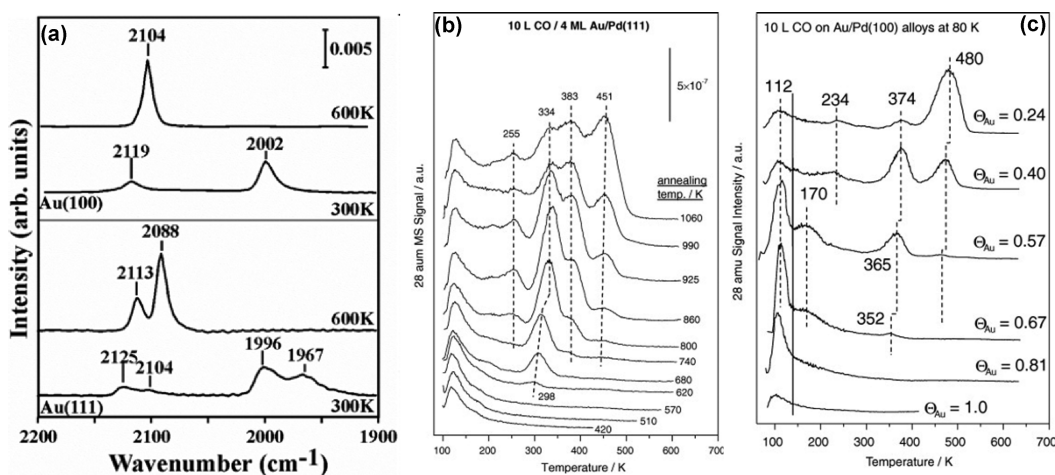 (a)
0.005
2104
600K
2119
2002
Au(100)
300K
2113
2088
600K
2125
2104
1996
1967
Au(111)
300K
2200
2100
2000
1900
Wavenumber (cm-1)
Intensity (arb. units)
(b)
10 L CO / 4 ML Au/Pd(111)
5×10-7
255
334
383
451
annealing
temp. / K
1060
990
925
860
800
740
680
620
570
510
420
298
28 aum MS Signal / a.u.
100
200
300
400
500
600
700
Temperature / K
10 L CO on Au/Pd(100) alloys at 80 K
(c)
112
234
374
480
ΘAu = 0.24
ΘAu = 0.40
170
ΘAu = 0.57
365
352
ΘAu = 0.67
ΘAu = 0.81
ΘAu = 1.0
28 amu Signal Intensity / a.u.
100
200
300
400
500
600
700
Temperature / K